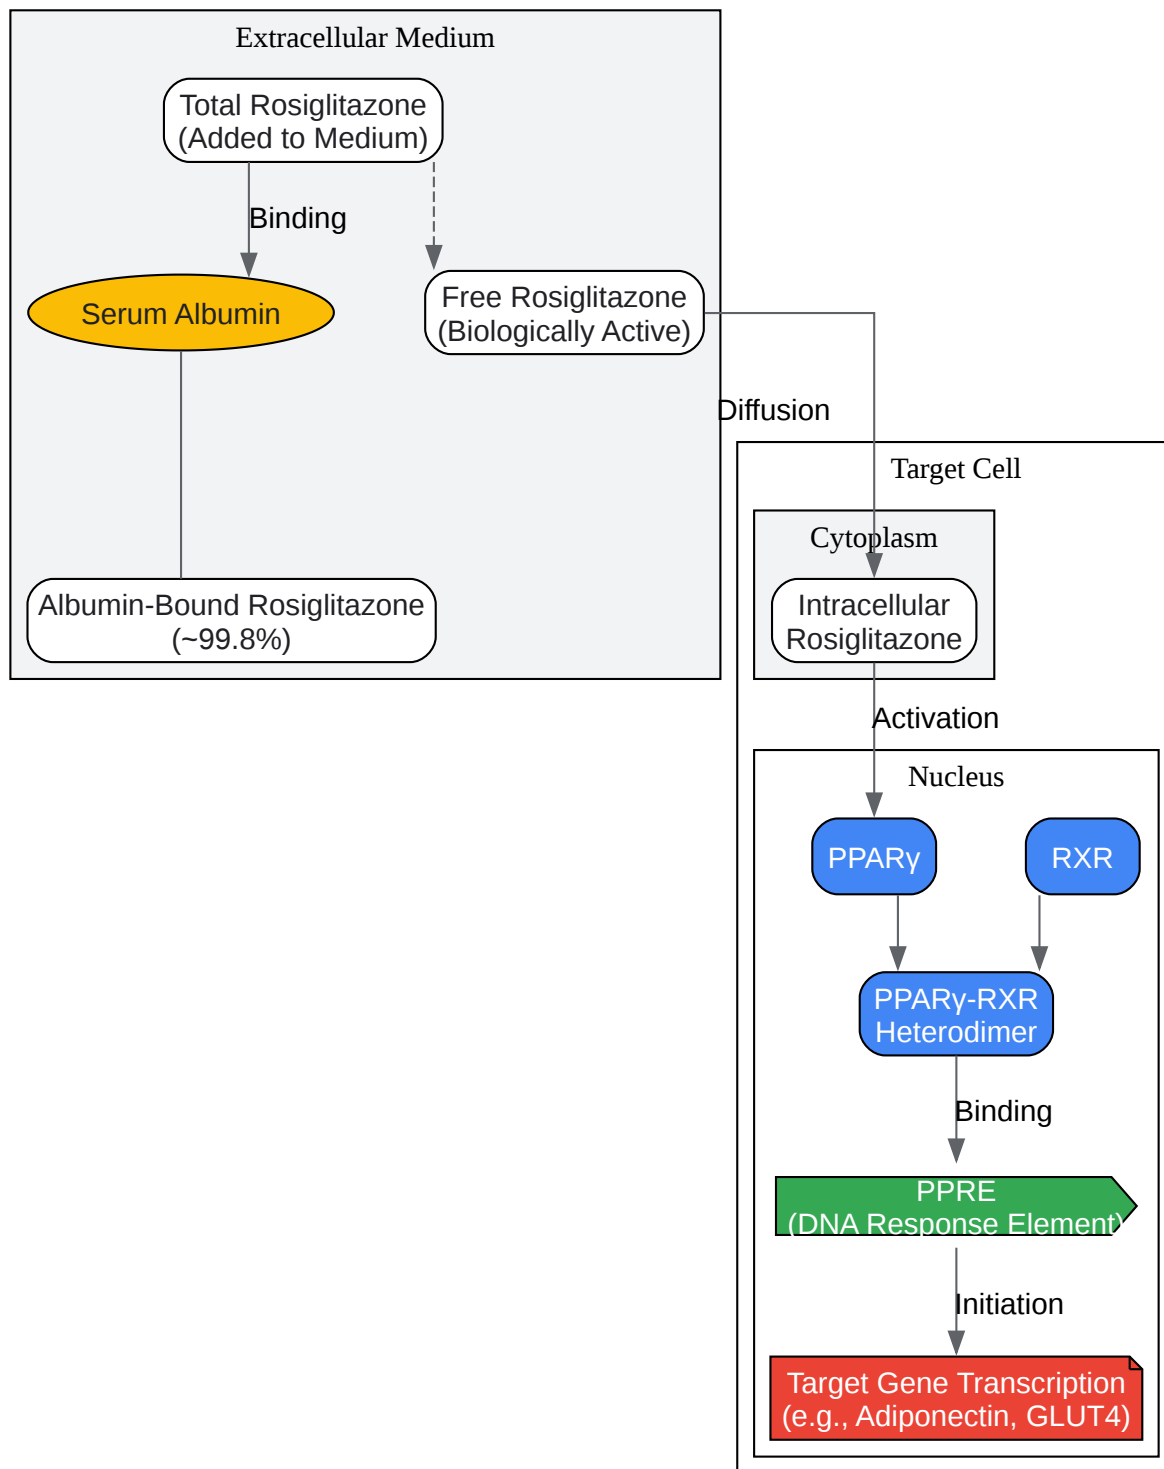 Extracellular Medium
Total Rosiglitazone
(Added to Medium)
Binding
Serum Albumin
Free Rosiglitazone
(Biologically Active)
Diffusion
Albumin-Bound Rosiglitazone
(~99.8%)
Target Cell
Cytoplasm
Intracellular
Rosiglitazone
Activation
Nucleus
PPARγ
RXR
PPARγ-RXR
Heterodimer
Binding
PPRE
(DNA Response Element)
Initiation
Target Gene Transcription
(e.g., Adiponectin, GLUT4)